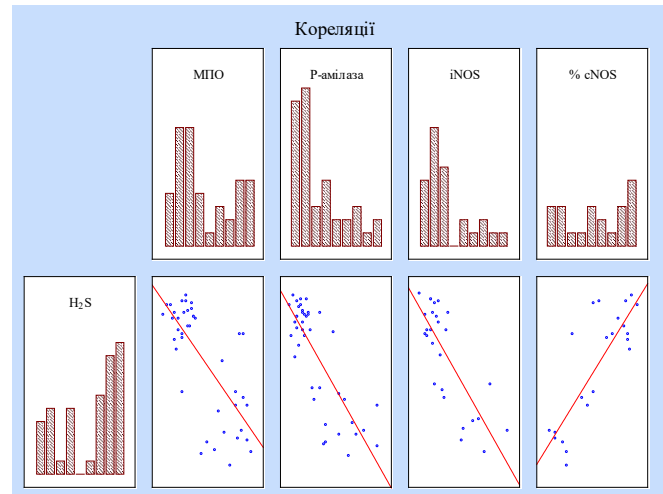 Кореляції
МПО
Р-амілаза
iNOS
% cNOS
H₂S